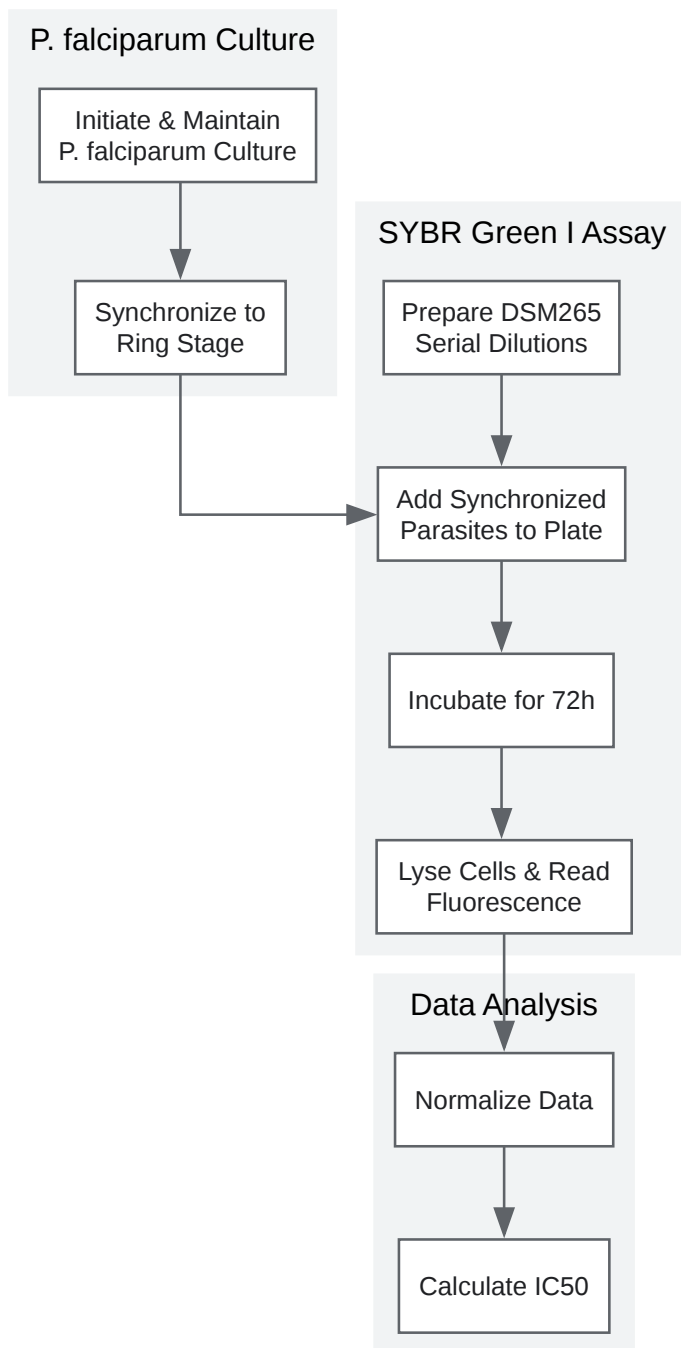 P. falciparum Culture
Initiate & Maintain
P. falciparum Culture
Synchronize to
Ring Stage
SYBR Green I Assay
Prepare DSM265
Serial Dilutions
Add Synchronized
Parasites to Plate
Incubate for 72h
Lyse Cells & Read
Fluorescence
Data Analysis
Normalize Data
Calculate IC50